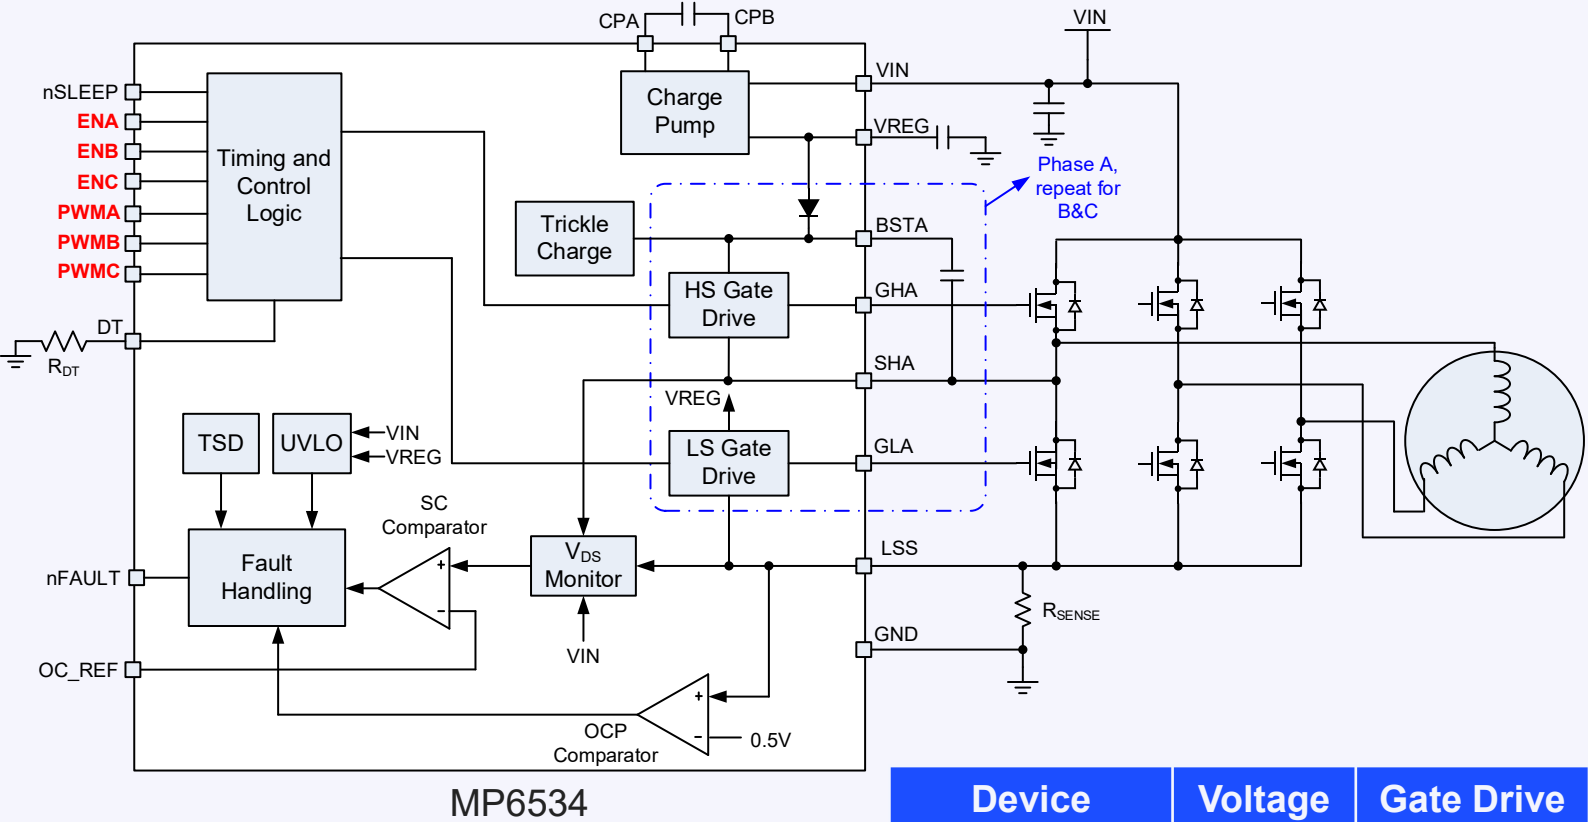 CPA
CPB
VIN
nSLEEP
ENA
ENB
ENC
PWMA
PWMB
PWMC
Timing and
Control
Logic
Charge
Pump
VIN
VREG
Phase A,
repeat for
B&C
Trickle
Charge
BSTA
HS Gate
Drive
GHA
DT
RDT
SHA
VREG
TSD
UVLO
VIN
VREG
LS Gate
Drive
GLA
SC
Comparator
+
−
VDS
Monitor
LSS
nFAULT
Fault
Handling
RSENSE
VIN
GND
OC_REF
+
−
OCP
Comparator
0.5V
MP6534
Device
Voltage
Gate Drive